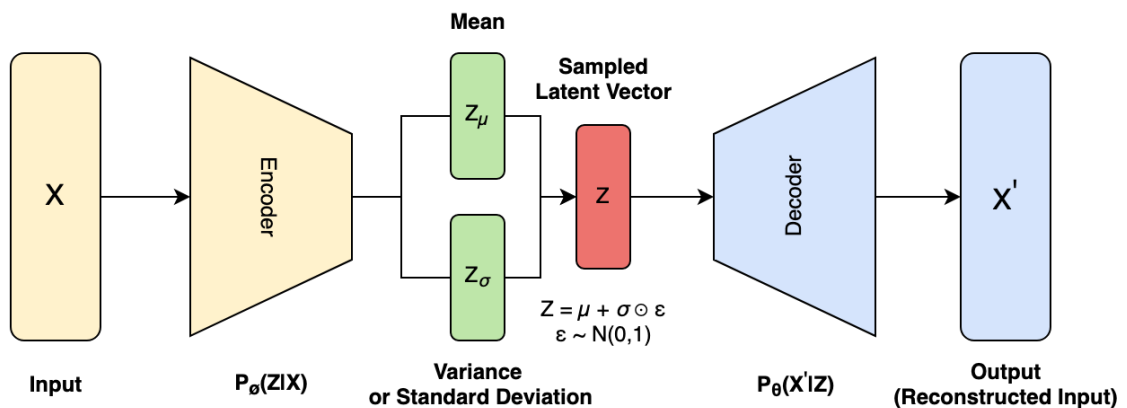 Mean
Sampled
Latent Vector
X
Encoder
Zμ
Zσ
Z
Decoder
X'
Z = μ + σ ⊙ ε
ε ~ N(0,1)
Input
Pø(Z|X)
Variance
or Standard Deviation
Pθ(X'|Z)
Output
(Reconstructed Input)